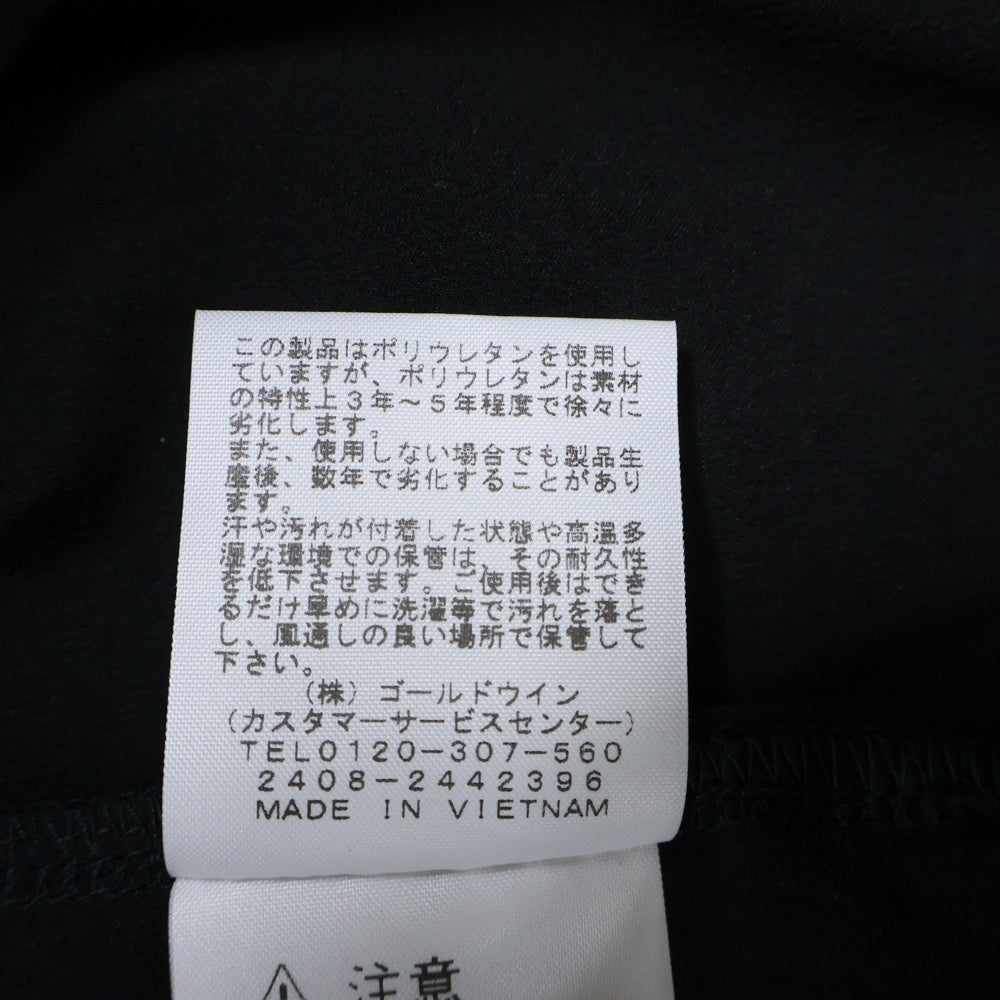 この製品はポリウレタンを使用し
ていますが、ポリウレタンは素材
の特性上３年～５年程度で徐々に
劣化します。
また、使用しない場合でも製品生
産後、数年で劣化することがあり
ます。
汗や汚れが付着した状態や高温多
湿な環境での保管は、その耐久性
を低下させます。ご使用後はでき
るだけ早めに洗濯等で汚れを落と
し、風通しの良い場所で保管して
下さい。
（株）ゴールドウイン
（カスタマーサービスセンター）
TEL0120-307-560
2408-2442396
MADE IN VIETNAM
注意